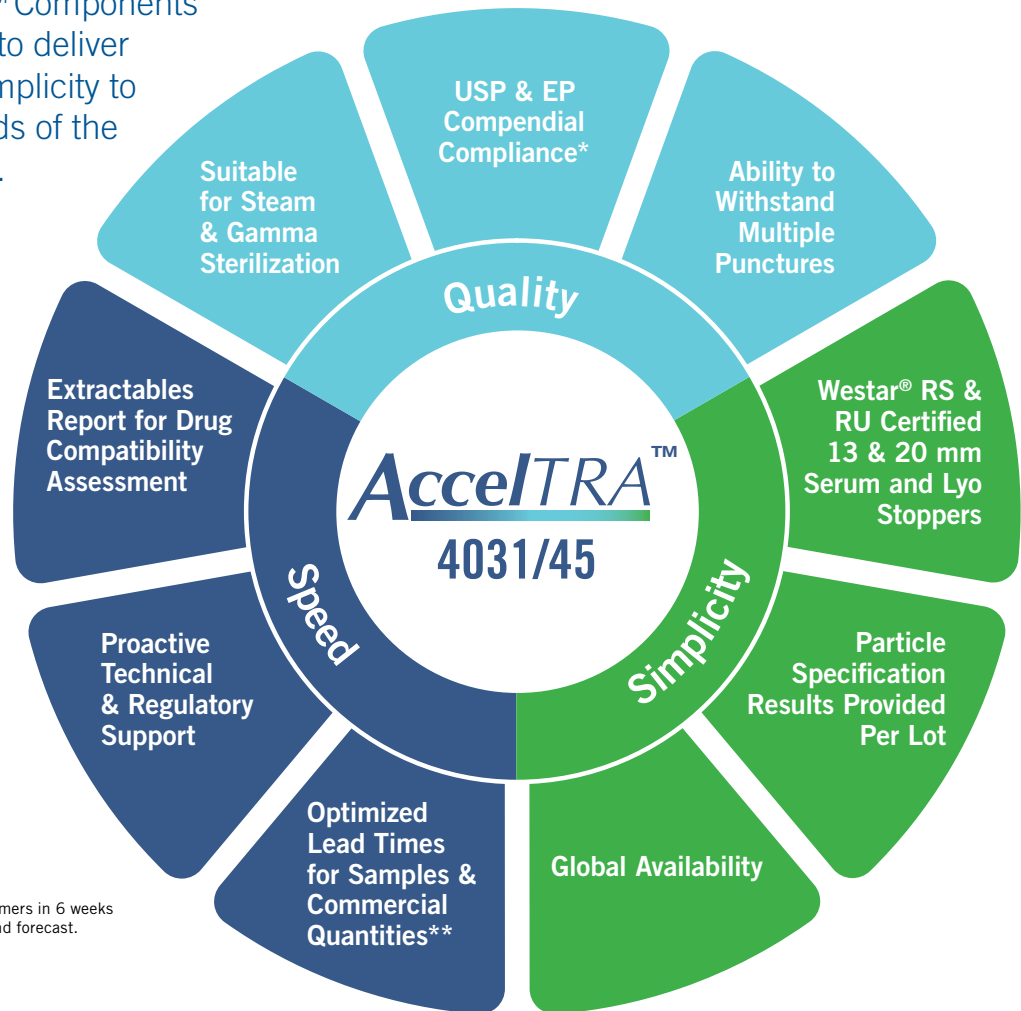 Components
to deliver
mplicity to
ds of the
.
USP & EP
Compendial
Compliance*
Suitable
for Steam
& Gamma
Sterilization
Ability to
Withstand
Multiple
Punctures
Quality
Extractables
Report for Drug
Compatibility
Assessment
Westar® RS &
RU Certified
13 & 20 mm
Serum and Lyo
Stoppers
AccelTRA™
4031/45
Speed
Simplicity
Proactive
Technical
& Regulatory
Support
Particle
Specification
Results Provided
Per Lot
Optimized
Lead Times
for Samples &
Commercial
Quantities**
Global Availability
mers in 6 weeks
nd forecast.